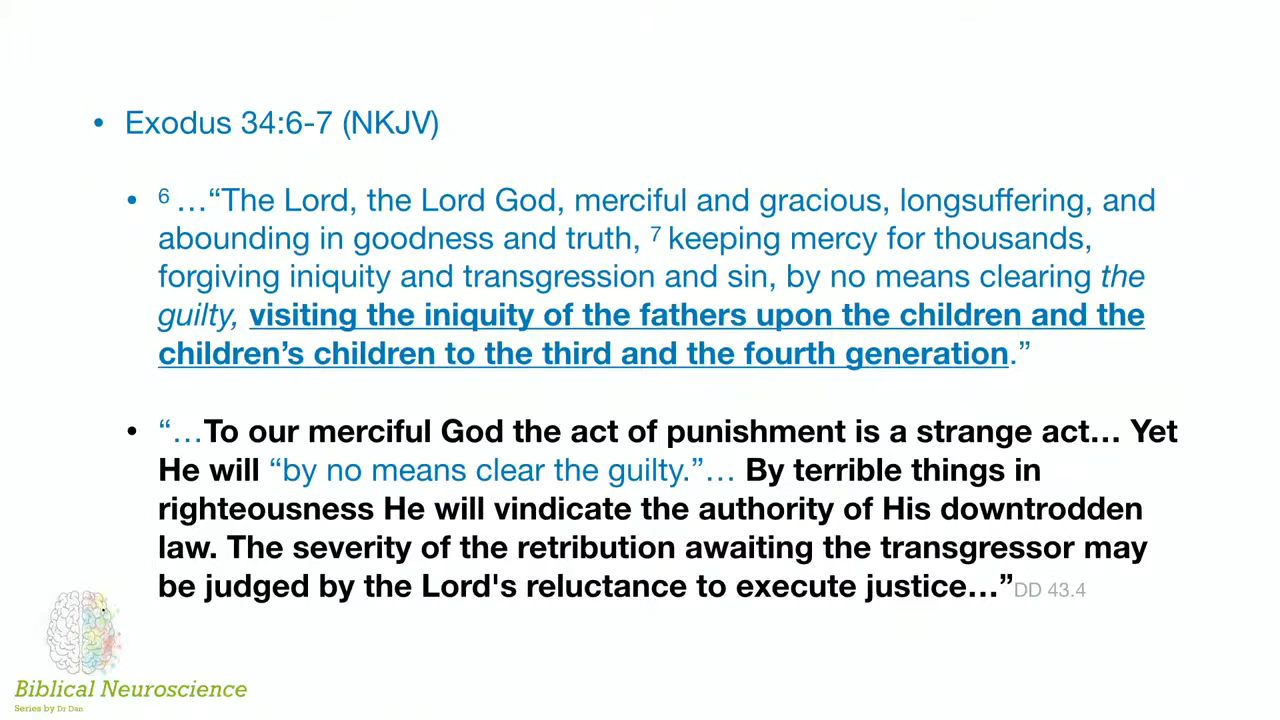 • Exodus 34:6-7 (NKJV)
• 6 …“The Lord, the Lord God, merciful and gracious, longsuffering, and
abounding in goodness and truth, 7 keeping mercy for thousands,
forgiving iniquity and transgression and sin, by no means clearing the
guilty, visiting the iniquity of the fathers upon the children and the
children’s children to the third and the fourth generation.”
• “…To our merciful God the act of punishment is a strange act… Yet
He will “by no means clear the guilty.”… By terrible things in
righteousness He will vindicate the authority of His downtrodden
law. The severity of the retribution awaiting the transgressor may
be judged by the Lord's reluctance to execute justice…” DD 43.4
Biblical Neuroscience
Series by Dr Dan